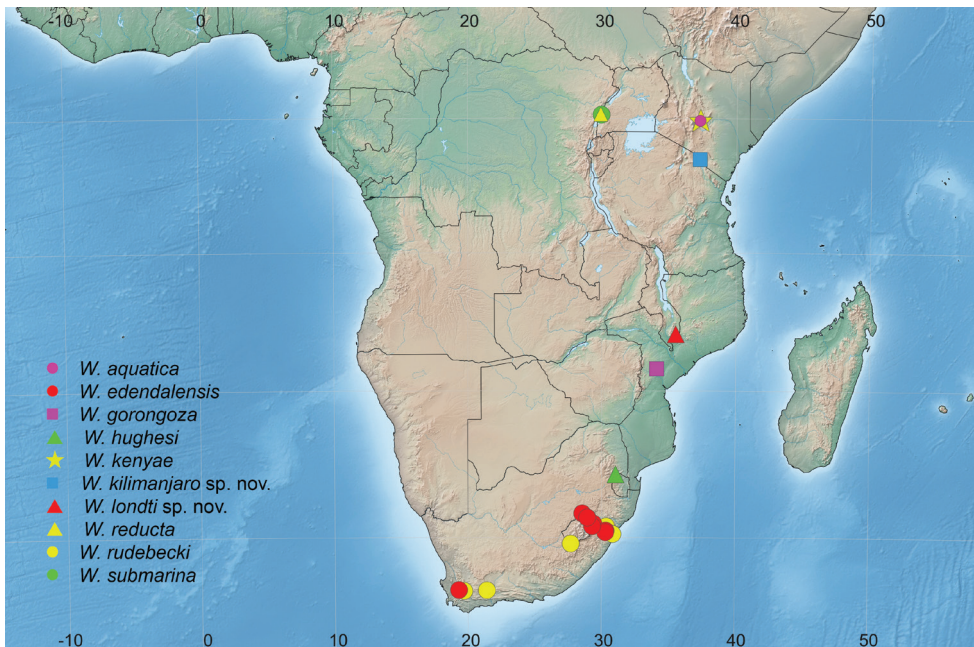 -10 0 10 20 30 40 50
W. aquatica
W. edendalensis
W. gorongoza
W. hughesi
W. kenyae
W. kilimanjaro sp. nov.
W. londti sp. nov.
W. reducta
W. rudebecki
W. submarina
-10 0 10 20 30 40 50